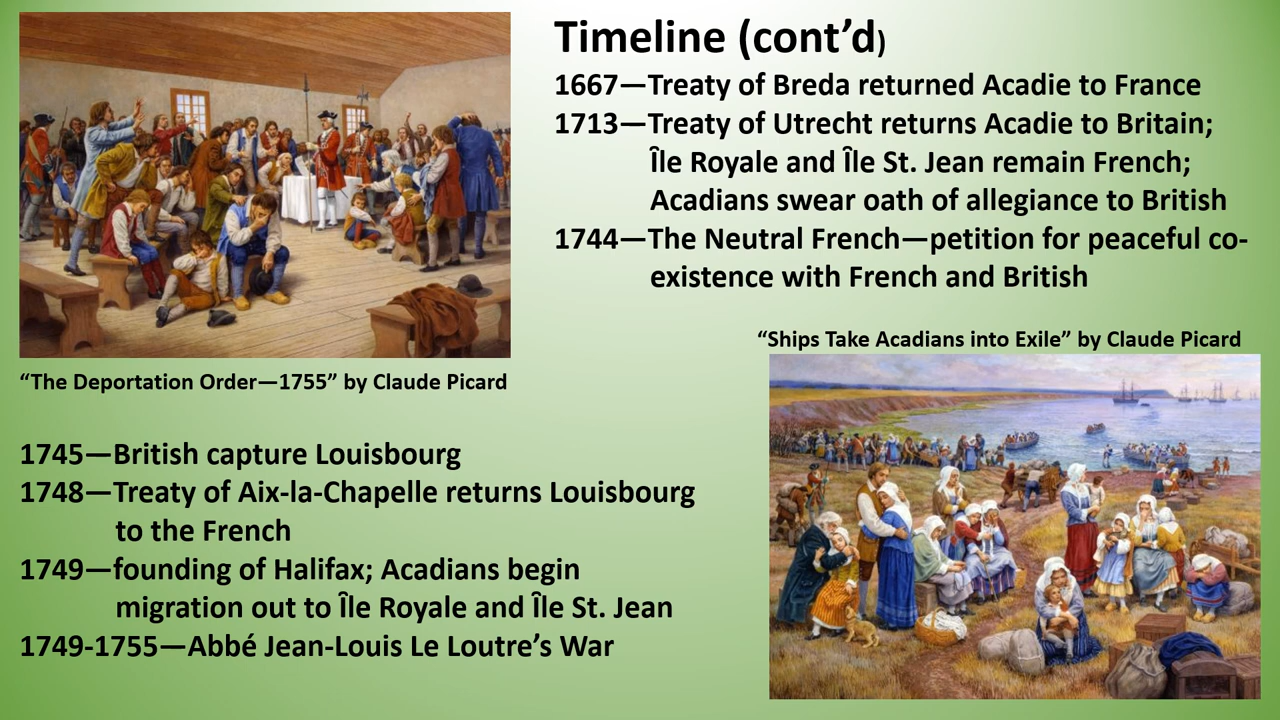 Timeline (cont’d)
1667—Treaty of Breda returned Acadie to France
1713—Treaty of Utrecht returns Acadie to Britain;
Île Royale and Île St. Jean remain French;
Acadians swear oath of allegiance to British
1744—The Neutral French—petition for peaceful co-
existence with French and British
“Ships Take Acadians into Exile” by Claude Picard
“The Deportation Order—1755” by Claude Picard
1745—British capture Louisbourg
1748—Treaty of Aix-la-Chapelle returns Louisbourg
to the French
1749—founding of Halifax; Acadians begin
migration out to Île Royale and Île St. Jean
1749-1755—Abbé Jean-Louis Le Loutre’s War